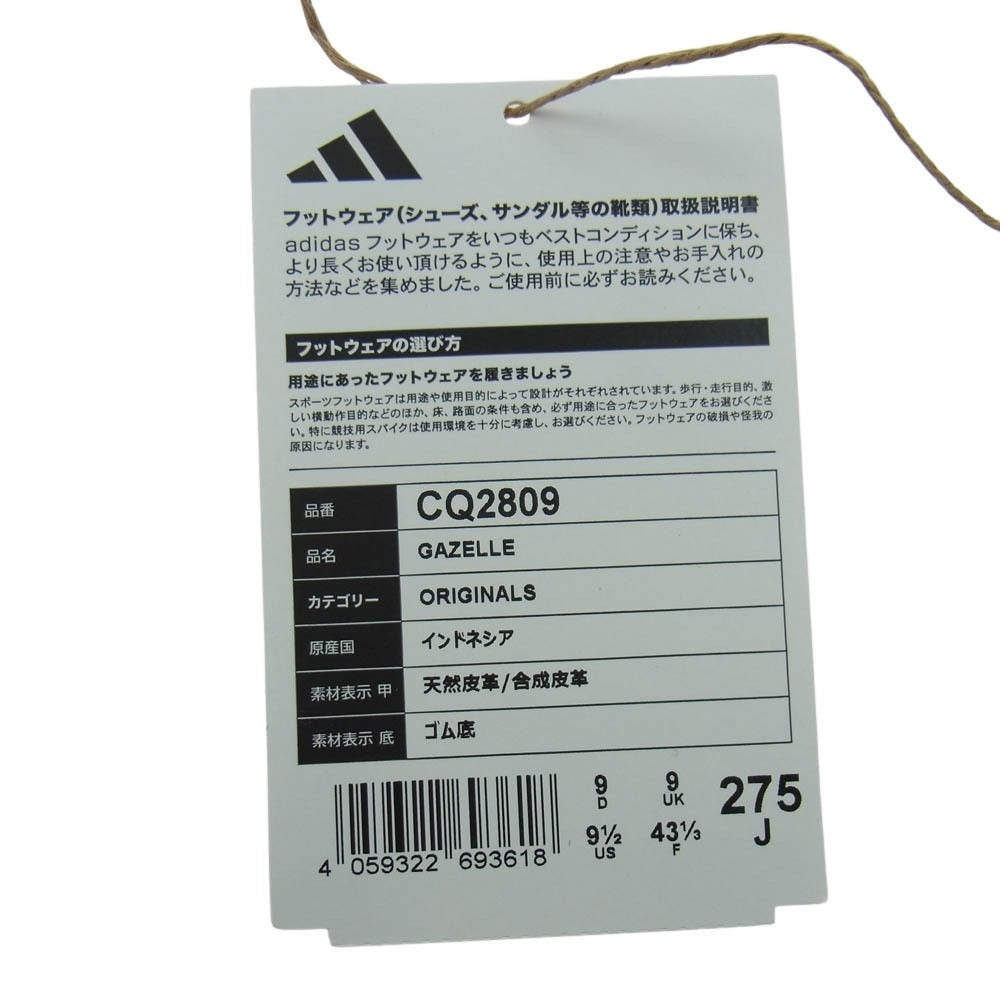 フットウェア(シューズ、サンダル等の靴類)取扱説明書
adidas フットウェアをいつもベストコンディションに保ち、
より長くお使い頂けるように、使用上の注意やお手入れの
方法などを集めました。ご使用前に必ずお読みください。
フットウェアの選び方
用途にあったフットウェアを履きましょう
スポーツフットウェアは用途や使用目的によって設計がそれぞれされています。歩行・走行目的、激
しい横動作目的などのほか、床、路面の条件も含め、必ず用途に合ったフットウェアをお選びくださ
い。特に競技用スパイクは使用環境を十分に考慮し、お選びください。フットウェアの破損や怪我の
原因になります。
品番 CQ2809
品名 GAZELLE
カテゴリー ORIGINALS
原産国 インドネシア
素材表示 甲 天然皮革/合成皮革
素材表示 底 ゴム底
9 9 275
D UK J
9½ 43⅓
US F
4 059322 693618